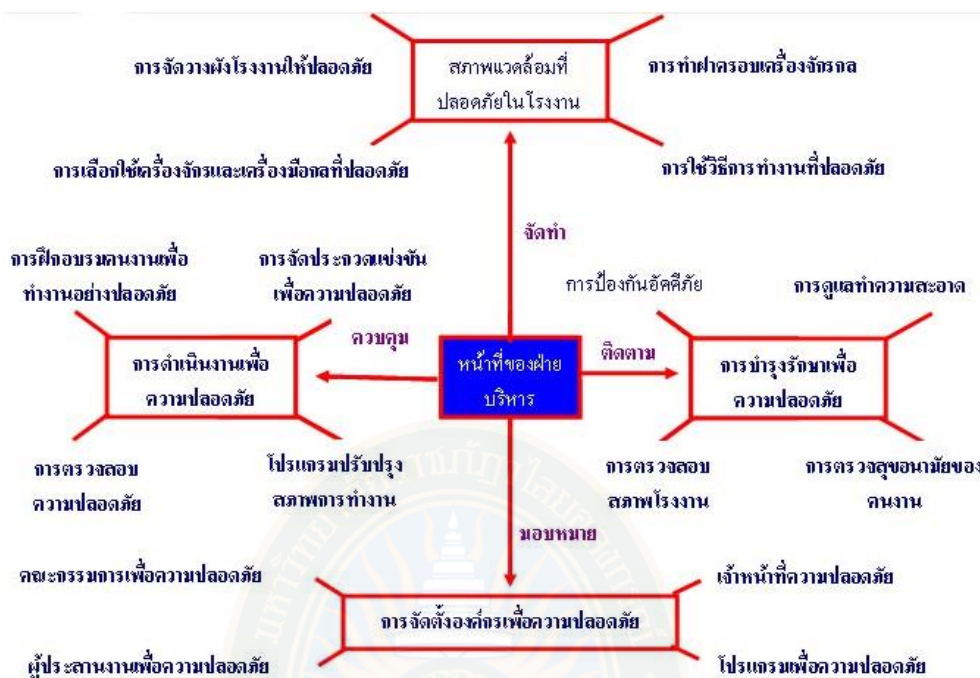 การจัดวางผังโรงงานให้ปลอดภัย
สภาพแวดล้อมที่
ปลอดภัยในโรงงาน
การทำฝาครอบเครื่องจักรกล
การเลือกใช้เครื่องจักรและเครื่องมือกลที่ปลอดภัย
การใช้วิธีการทำงานที่ปลอดภัย
จัดทำ
การฝึกอบรมคนงานเพื่อ
ทำงานอย่างปลอดภัย
การจัดประกวดแข่งขัน
เพื่อความปลอดภัย
การป้องกันอัคคีภัย
การดูแลทำความสะอาด
ควบคุม
ติดตาม
การดำเนินงานเพื่อ
ความปลอดภัย
หน้าที่ของฝ่าย
บริหาร
การบำรุงรักษาเพื่อ
ความปลอดภัย
การตรวจสอบ
ความปลอดภัย
โปรแกรมปรับปรุง
สภาพการทำงาน
การตรวจสอบ
สภาพโรงงาน
การตรวจสุขอนามัยของ
คนงาน
มอบหมาย
คณะกรรมการเพื่อความปลอดภัย
เจ้าหน้าที่ความปลอดภัย
การจัดตั้งองค์กรเพื่อความปลอดภัย
ผู้ประสานงานเพื่อความปลอดภัย
โปรแกรมเพื่อความปลอดภัย